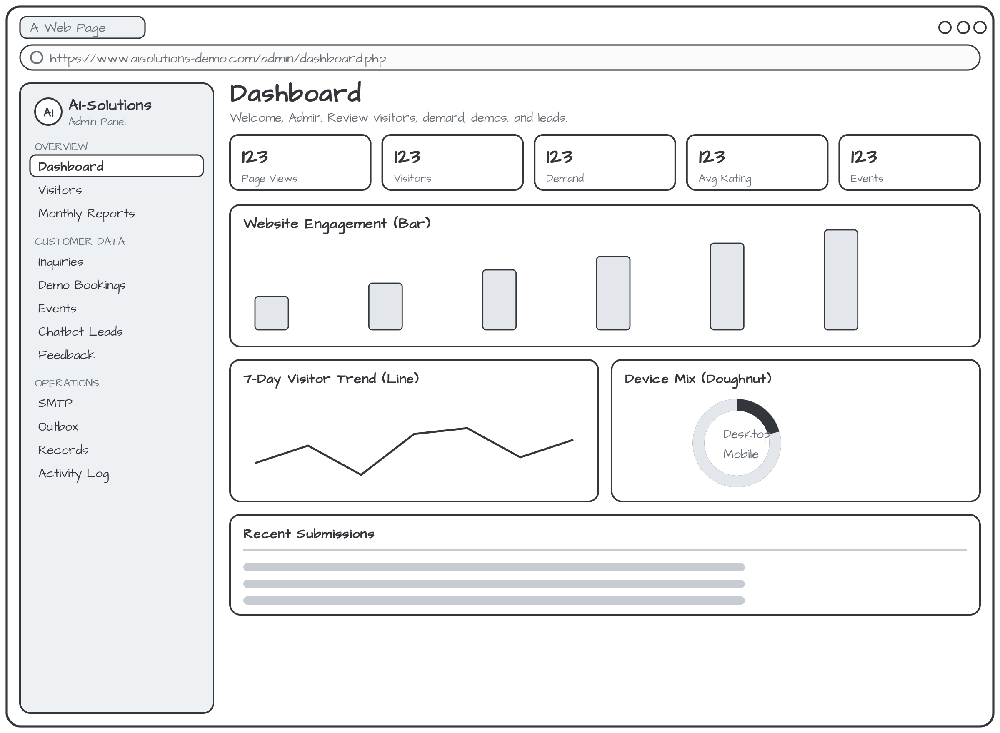 A Web Page
https://www.aisolutions-demo.com/admin/dashboard.php
AI
AI-Solutions
Admin Panel
OVERVIEW
Dashboard
Visitors
Monthly Reports
CUSTOMER DATA
Inquiries
Demo Bookings
Events
Chatbot Leads
Feedback
OPERATIONS
SMTP
Outbox
Records
Activity Log
Dashboard
Welcome, Admin. Review visitors, demand, demos, and leads.
123
Page Views
123
Visitors
123
Demand
123
Avg Rating
123
Events
Website Engagement (Bar)
7-Day Visitor Trend (Line)
Device Mix (Doughnut)
Desktop
Mobile
Recent Submissions